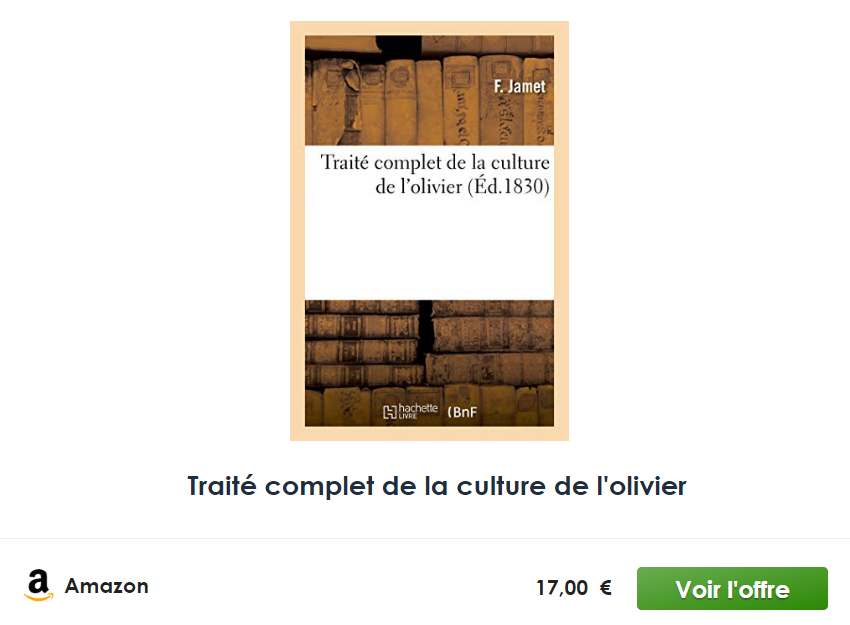 F. Jamet
Traité complet de la culture
de l'olivier (Éd.1830)
hachette
LIVRE
(BnF
Traité complet de la culture de l'olivier
a Amazon
17,00 €
Voir l'offre